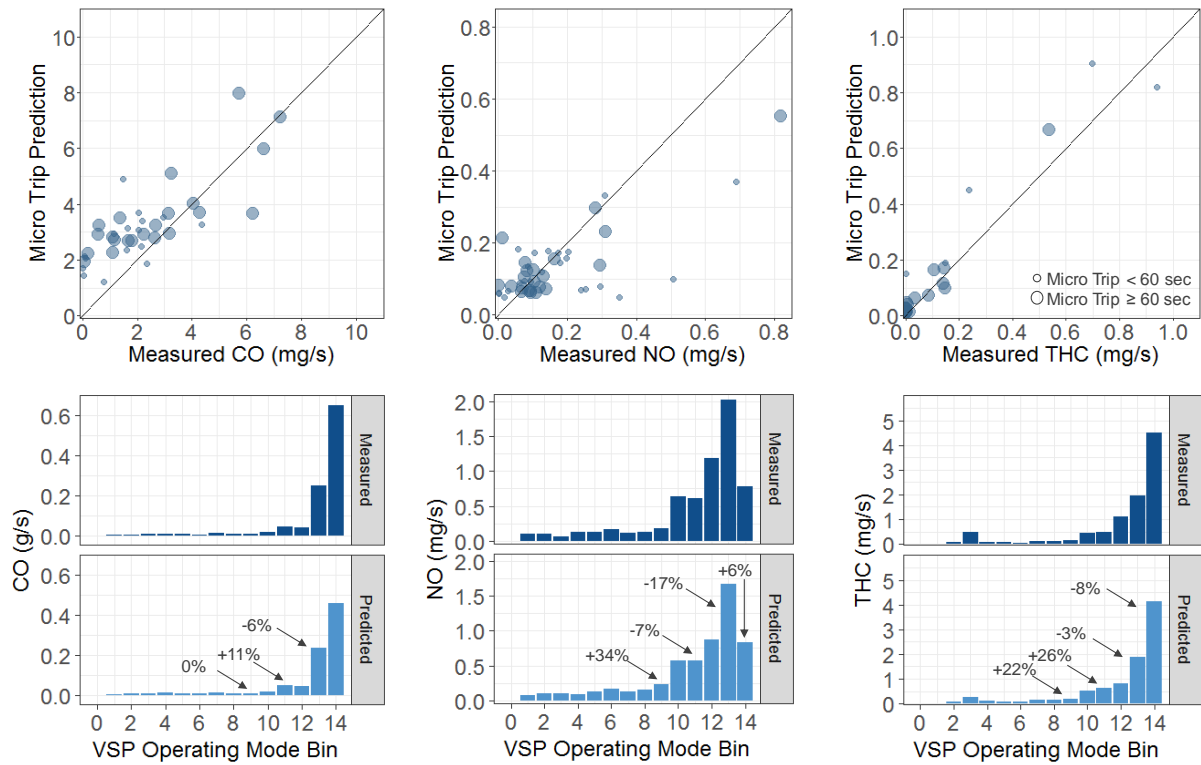 Micro Trip Prediction
10
8
6
4
2
0
0 2 4 6 8 10
Measured CO (mg/s)
Micro Trip Prediction
0.8
0.6
0.4
0.2
0.0
0.0 0.2 0.4 0.6 0.8
Measured NO (mg/s)
Micro Trip Prediction
1.0
0.8
0.6
0.4
0.2
0.0
0.0 0.2 0.4 0.6 0.8 1.0
Measured THC (mg/s)
Micro Trip < 60 sec
Micro Trip ≥ 60 sec
CO (g/s)
0.6
0.4
0.2
0.0
Measured
0.6
0.4
0.2
0.0
0%
+11%
-6%
Predicted
0 2 4 6 8 10 12 14
VSP Operating Mode Bin
NO (mg/s)
2.0
1.5
1.0
0.5
0.0
Measured
2.0
1.5
1.0
0.5
0.0
+34%
-7%
-17%
+6%
Predicted
0 2 4 6 8 10 12 14
VSP Operating Mode Bin
THC (mg/s)
5
4
3
2
1
0
Measured
5
4
3
2
1
0
+22%
+26%
-3%
-8%
Predicted
0 2 4 6 8 10 12 14
VSP Operating Mode Bin